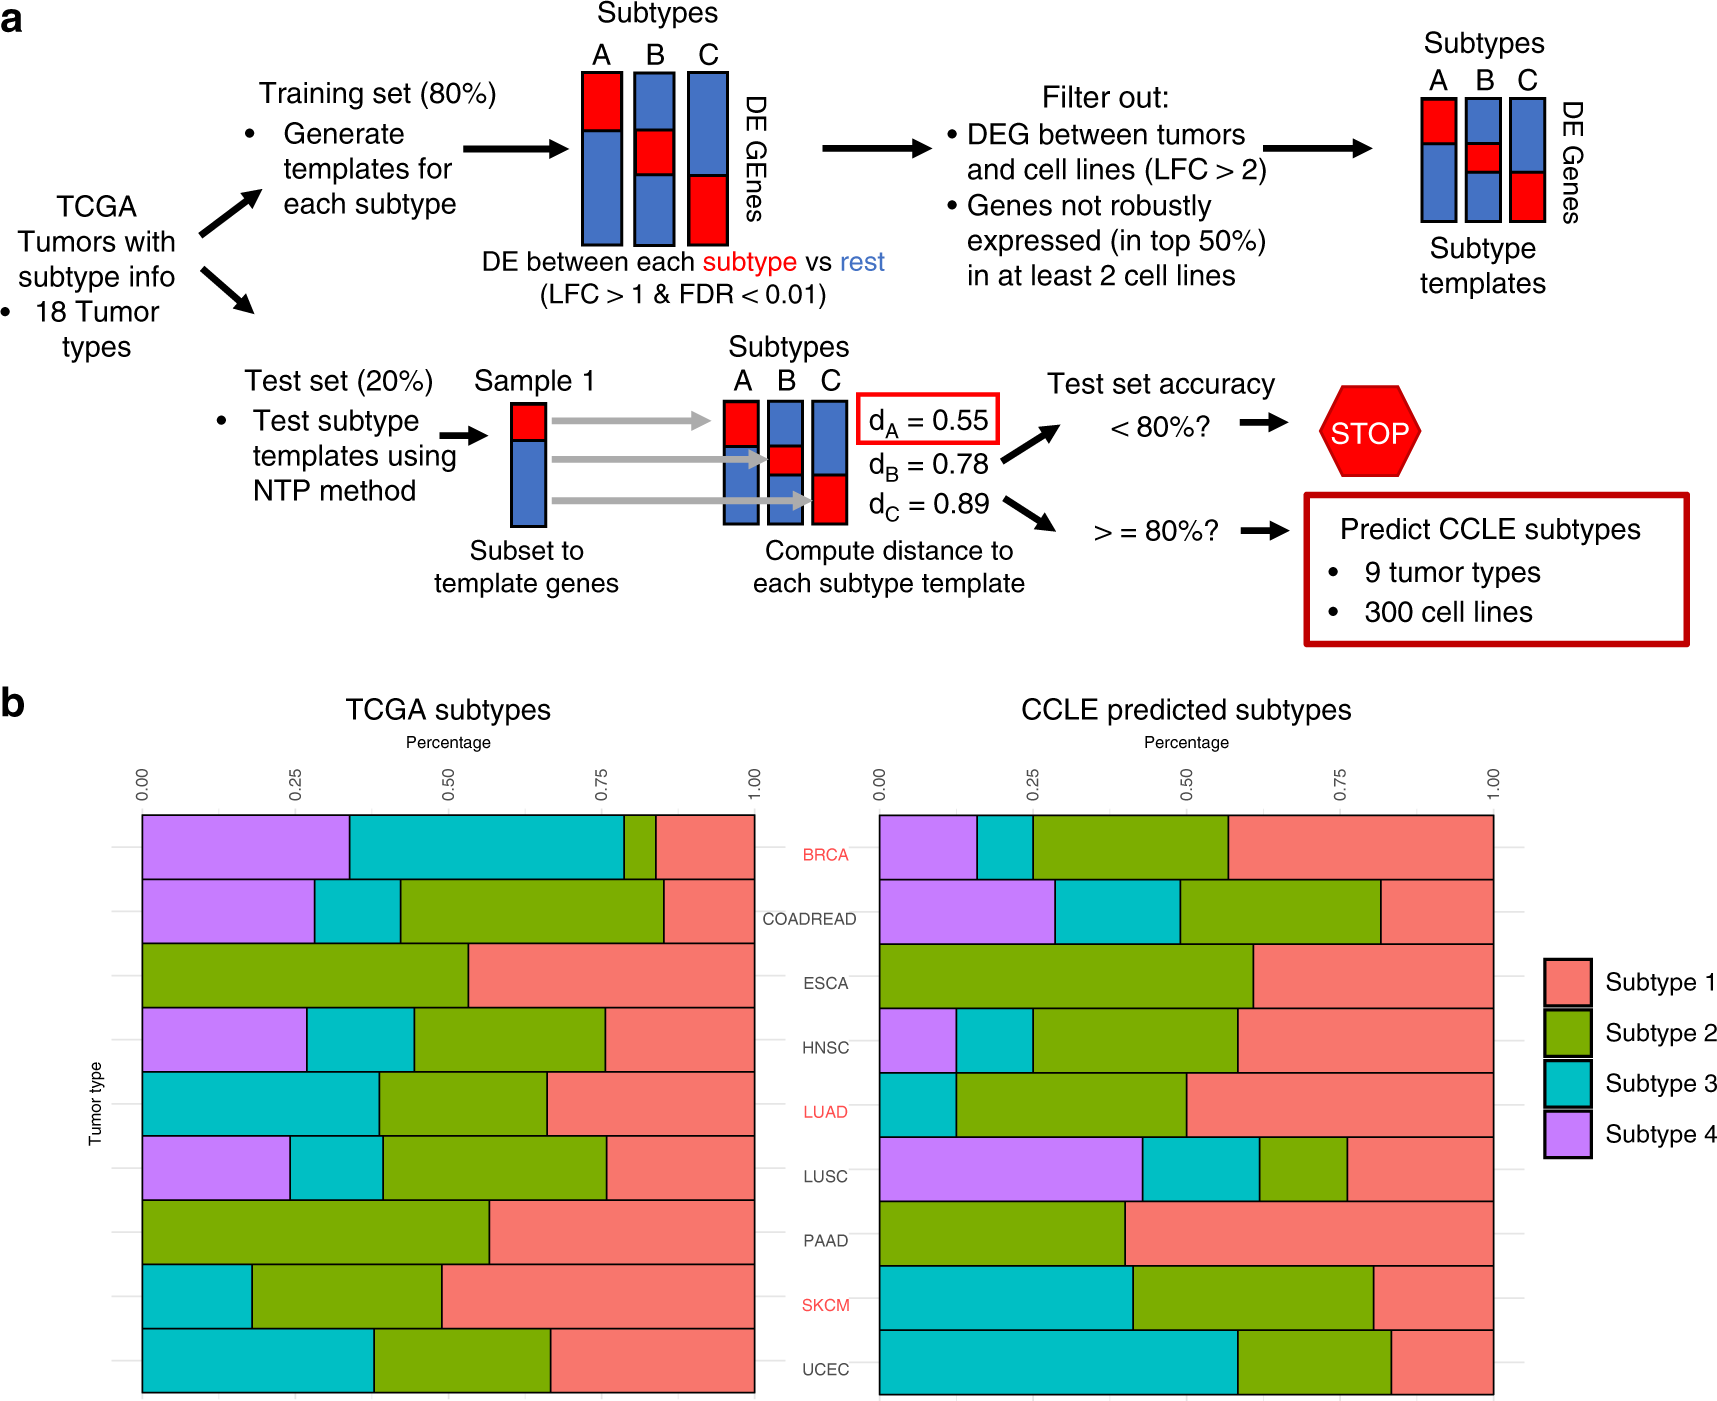 a
Subtypes
A B C
Training set (80%)
• Generate
templates for
each subtype
DE GEnes
DE between each subtype vs rest
(LFC > 1 & FDR < 0.01)
Filter out:
• DEG between tumors
and cell lines (LFC > 2)
• Genes not robustly
expressed (in top 50%)
in at least 2 cell lines
Subtypes
A B C
DE Genes
Subtype
templates
TCGA
Tumors with
subtype info
• 18 Tumor
types
Test set (20%)
• Test subtype
templates using
NTP method
Sample 1
Subset to
template genes
Subtypes
A B C
dA = 0.55
dB = 0.78
dC = 0.89
Compute distance to
each subtype template
Test set accuracy
< 80%?
STOP
> = 80%?
Predict CCLE subtypes
• 9 tumor types
• 300 cell lines
b
TCGA subtypes
Percentage
0.00 0.25 0.50 0.75 1.00
CCLE predicted subtypes
Percentage
0.00 0.25 0.50 0.75 1.00
Tumor type
BRCA
COADREAD
ESCA
HNSC
LUAD
LUSC
PAAD
SKCM
UCEC
Subtype 1
Subtype 2
Subtype 3
Subtype 4